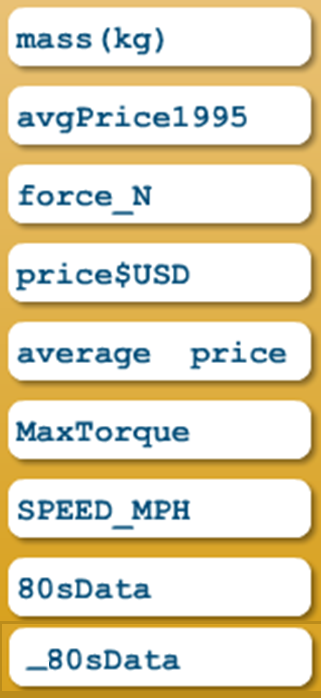 mass(kg)
avgPrice1995
force_N
price$USD
average  price
MaxTorque
SPEED_MPH
80sData
_80sData